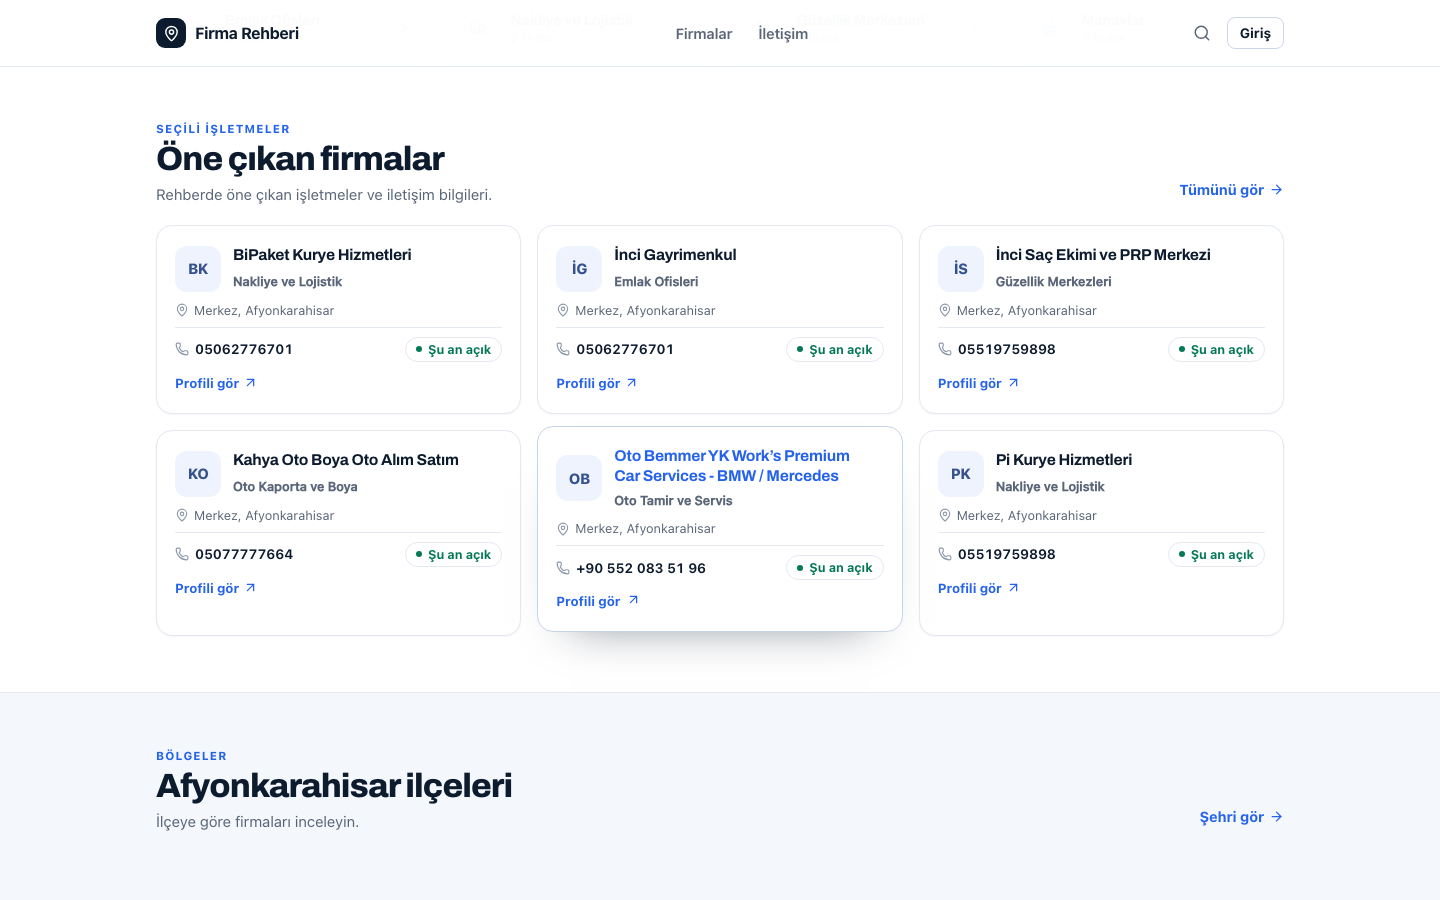 Firma Rehberi
Firmalar
İletişim
Giriş
SEÇİLİ İŞLETMELER
Öne çıkan firmalar
Rehberde öne çıkan işletmeler ve iletişim bilgileri.
Tümünü gör →
BK
BiPaket Kurye Hizmetleri
Nakliye ve Lojistik
Merkez, Afyonkarahisar
05062776701
Şu an açık
Profili gör
İG
İnci Gayrimenkul
Emlak Ofisleri
Merkez, Afyonkarahisar
05062776701
Şu an açık
Profili gör
İS
İnci Saç Ekimi ve PRP Merkezi
Güzellik Merkezleri
Merkez, Afyonkarahisar
05519759898
Şu an açık
Profili gör
KO
Kahya Oto Boya Oto Alım Satım
Oto Kaporta ve Boya
Merkez, Afyonkarahisar
05077777664
Şu an açık
Profili gör
OB
Oto Bemmer YK Work’s Premium
Car Services - BMW / Mercedes
Oto Tamir ve Servis
Merkez, Afyonkarahisar
+90 552 083 51 96
Şu an açık
Profili gör
PK
Pi Kurye Hizmetleri
Nakliye ve Lojistik
Merkez, Afyonkarahisar
05519759898
Şu an açık
Profili gör
BÖLGELER
Afyonkarahisar ilçeleri
İlçeye göre firmaları inceleyin.
Şehri gör →